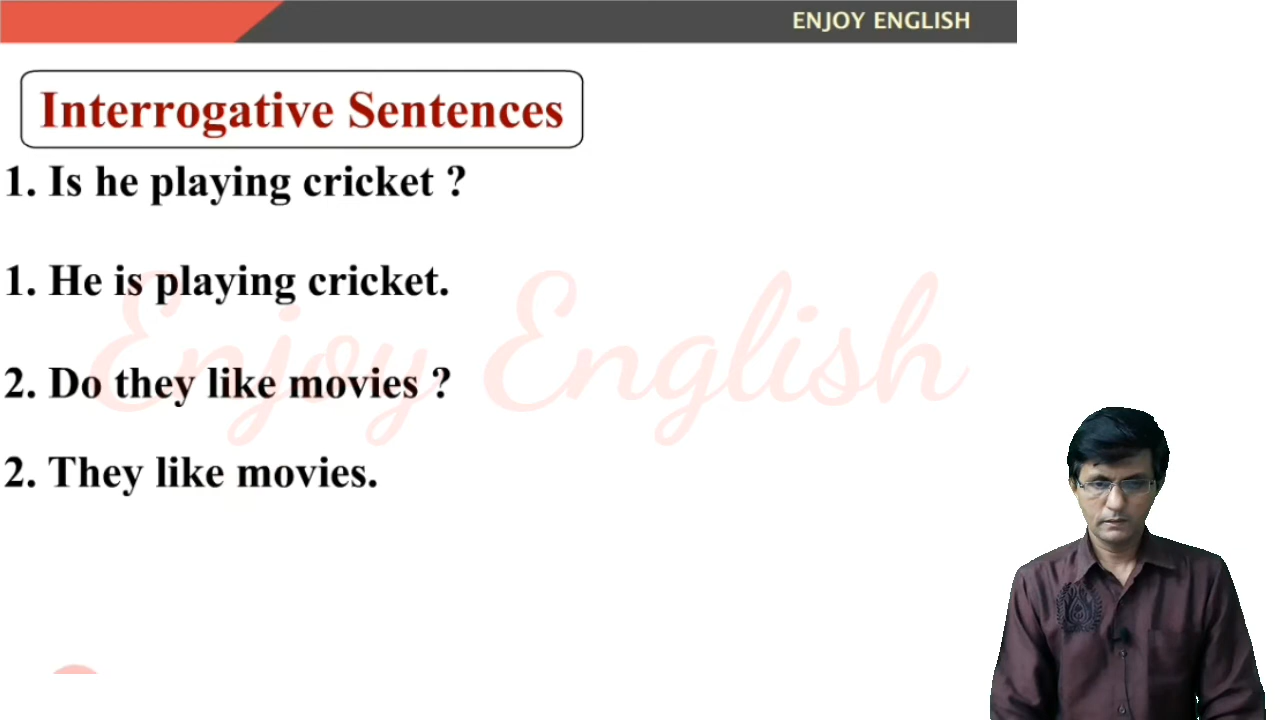 ENJOY ENGLISH
Interrogative Sentences
1. Is he playing cricket ?
1. He is playing cricket.
Enjoy English
2. Do they like movies ?
2. They like movies.